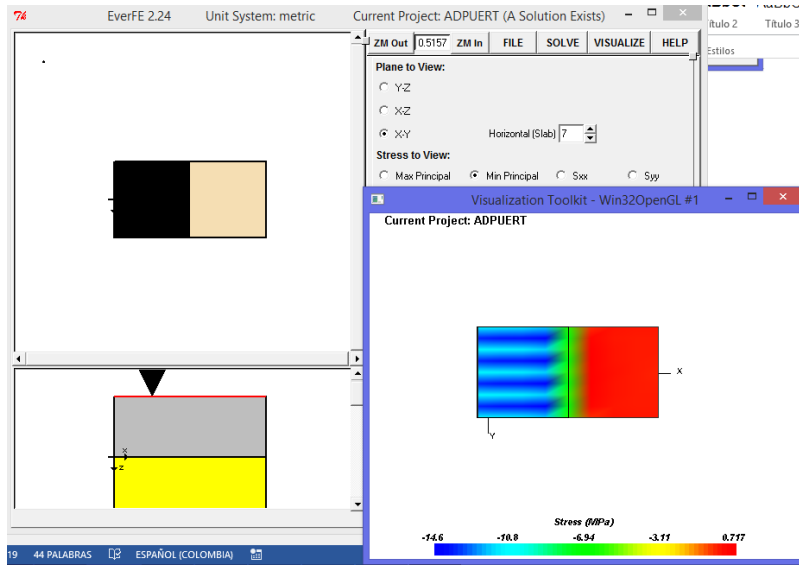 EverFE 2.24 Unit System: metric Current Project: ADPUERT (A Solution Exists)
ítulo 2 Título 3
Estilos
ZM Out 0.5157 ZM In FILE SOLVE VISUALIZE HELP
Plane to View:
Y-Z
X-Z
X-Y Horizontal (Slab) 7
Stress to View:
Max Principal Min Principal Sxx Syy
Visualization Toolkit - Win32OpenGL #1
Current Project: ADPUERT
X
Y
x
z
Stress (MPa)
-14.6 -10.8 -6.94 -3.11 0.717
19 44 PALABRAS ESPAÑOL (COLOMBIA)